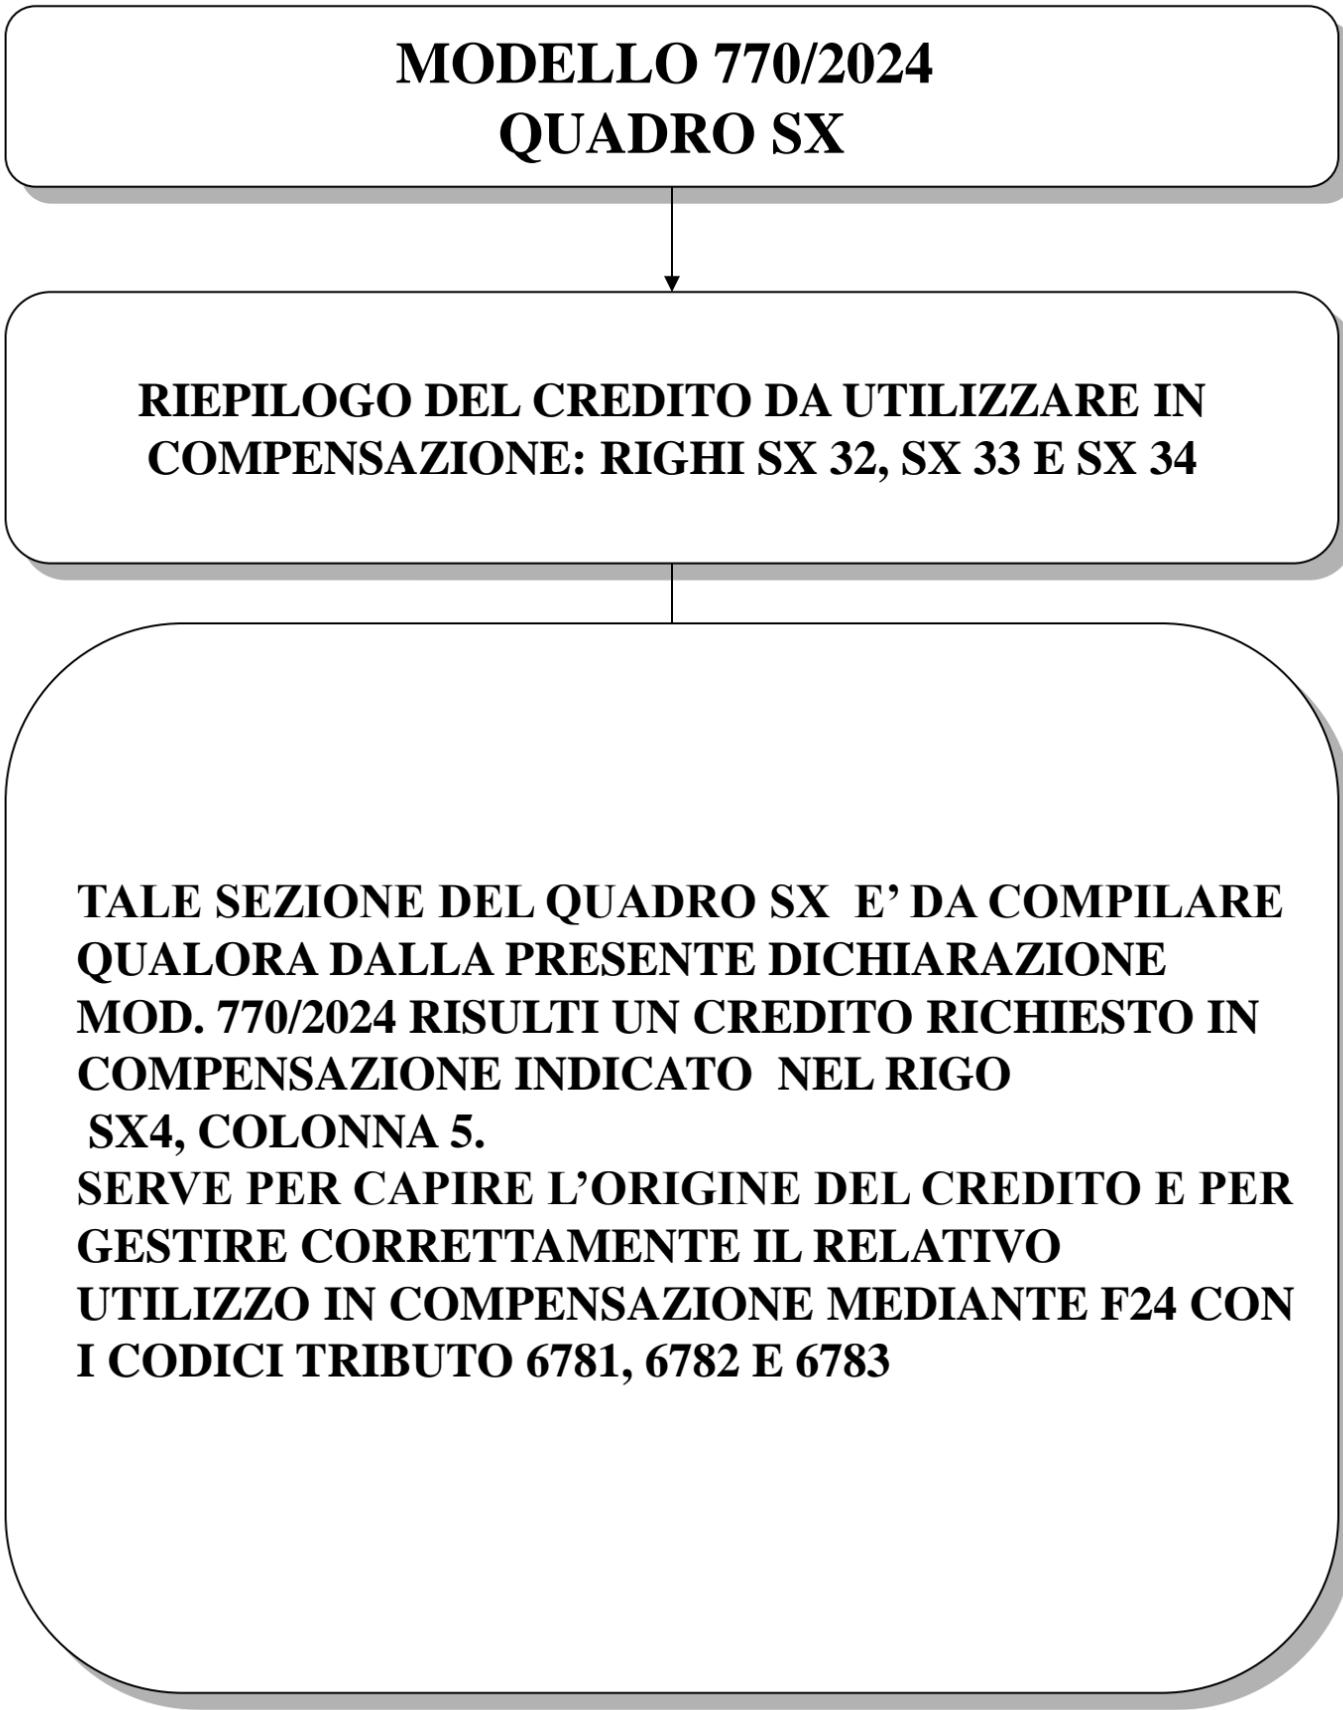 MODELLO 770/2024
QUADRO SX
RIEPILOGO DEL CREDITO DA UTILIZZARE IN
COMPENSAZIONE: RIGHI SX 32, SX 33 E SX 34
TALE SEZIONE DEL QUADRO SX  E’ DA COMPILARE
QUALORA DALLA PRESENTE DICHIARAZIONE
MOD. 770/2024 RISULTI UN CREDITO RICHIESTO IN
COMPENSAZIONE INDICATO  NEL RIGO
SX4, COLONNA 5.
SERVE PER CAPIRE L’ORIGINE DEL CREDITO E PER
GESTIRE CORRETTAMENTE IL RELATIVO
UTILIZZO IN COMPENSAZIONE MEDIANTE F24 CON
I CODICI TRIBUTO 6781, 6782 E 6783